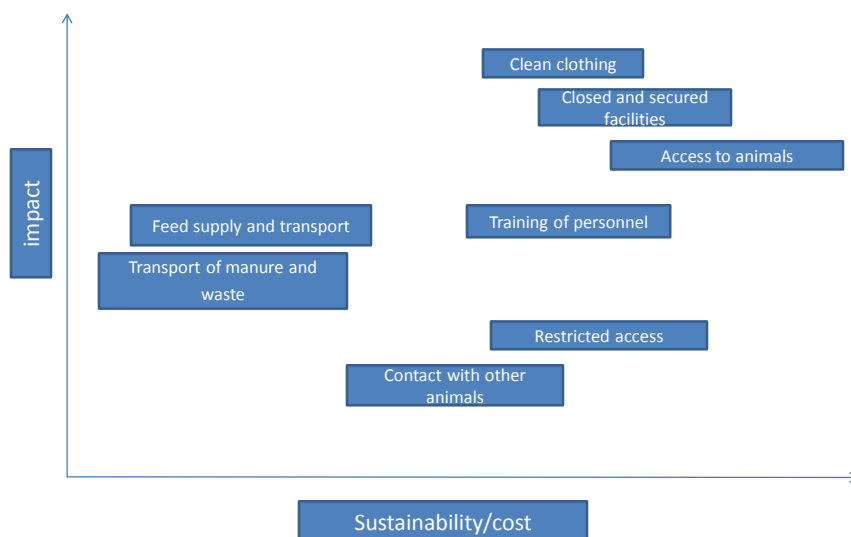 Clean clothing
Closed and secured
facilities
Access to animals
impact
Feed supply and transport
Training of personnel
Transport of manure and
waste
Restricted access
Contact with other
animals
Sustainability/cost